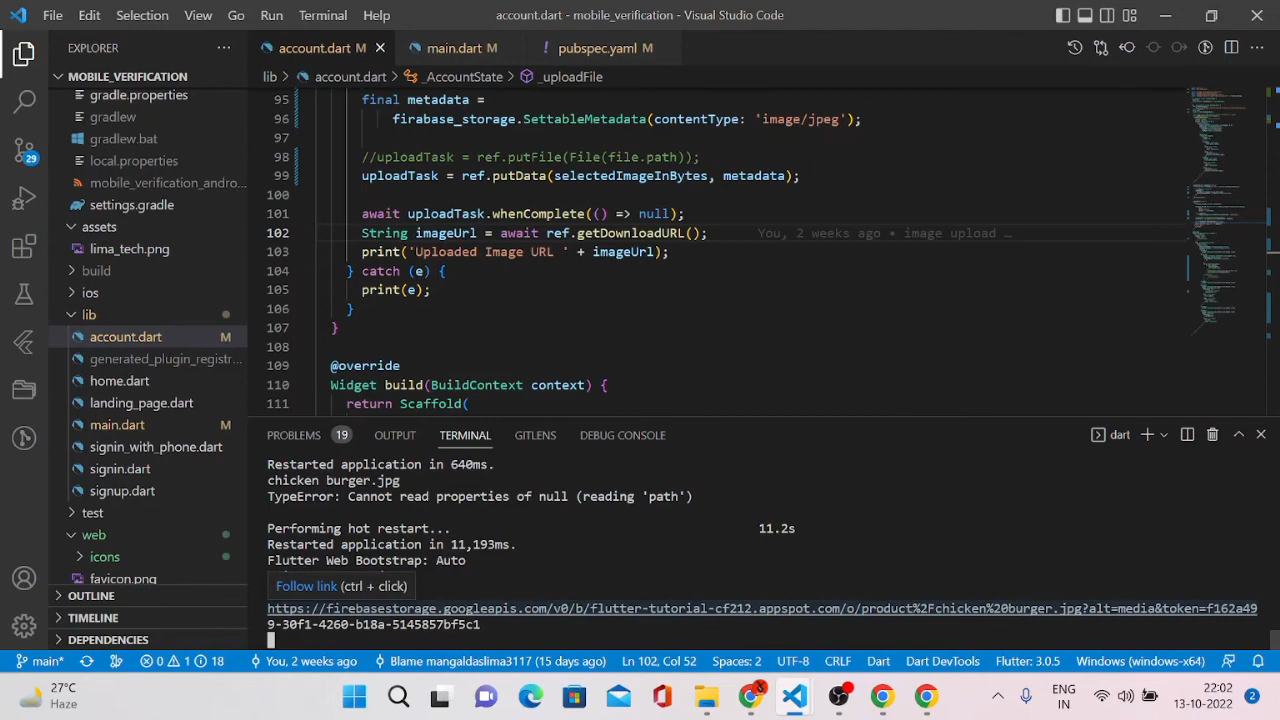 File Edit Selection View Go Run Terminal Help
account.dart - mobile_verification - Visual Studio Code
EXPLORER
MOBILE_VERIFICATION
gradle.properties
gradlew
gradlew.bat
local.properties
mobile_verification_andro...
settings.gradle
assets
lima_tech.png
build
ios
lib
account.dart M
generated_plugin_registr...
home.dart
landing_page.dart
main.dart M
signin_with_phone.dart
signin.dart
signup.dart
test
web
icons
favicon.png
OUTLINE
TIMELINE
DEPENDENCIES
29
account.dart M
main.dart M
pubspec.yaml M
lib > account.dart > _AccountState > _uploadFile
95 final metadata =
96 firabase_storage.SettableMetadata(contentType: 'image/jpeg');
97
98 //uploadTask = ref.putFile(File(file.path));
99 uploadTask = ref.putData(selectedImageInBytes, metadata);
100
101 await uploadTask.whenComplete(() => null);
102 String imageUrl = await ref.getDownloadURL(); You, 2 weeks ago • image upload …
103 print('Uploaded Image URL ' + imageUrl);
104 } catch (e) {
105 print(e);
106 }
107 }
108
109 @override
110 Widget build(BuildContext context) {
111 return Scaffold(
PROBLEMS 19 OUTPUT TERMINAL GITLENS DEBUG CONSOLE
dart
Restarted application in 640ms.
chicken burger.jpg
TypeError: Cannot read properties of null (reading 'path')
Performing hot restart... 11.2s
Restarted application in 11,193ms.
Flutter Web Bootstrap: Auto
Follow link (ctrl + click)
https://firebasestorage.googleapis.com/v0/b/flutter-tutorial-cf212.appspot.com/o/product%2Fchicken%20burger.jpg?alt=media&token=f162a49
9-30f1-4260-b18a-5145857bf5c1
main* 0 1 18 You, 2 weeks ago Blame mangaldaslima3117 (15 days ago) Ln 102, Col 52 Spaces: 2 UTF-8 CRLF Dart Dart DevTools Flutter: 3.0.5 Windows (windows-x64)
27°C
Haze
ENG
IN
22:02
13-10-2022
2